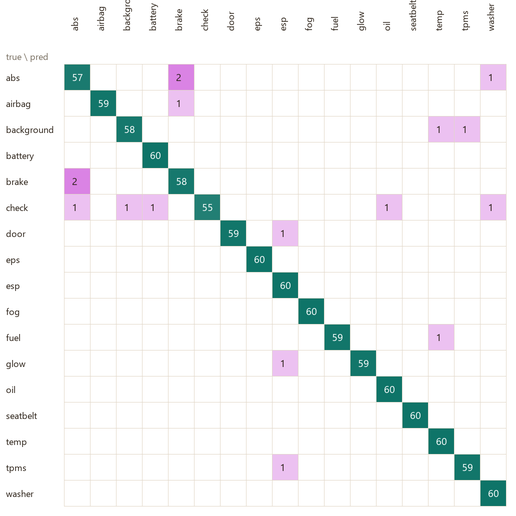 abs airbag backgro battery brake check door eps esp fog fuel glow oil seatbelt temp tpms washer
true \ pred
abs 57 2 1
airbag 59 1
background 58 1 1
battery 60
brake 2 58
check 1 1 1 55 1 1
door 59 1
eps 60
esp 60
fog 60
fuel 59 1
glow 1 59
oil 60
seatbelt 60
temp 60
tpms 1 59
washer 60